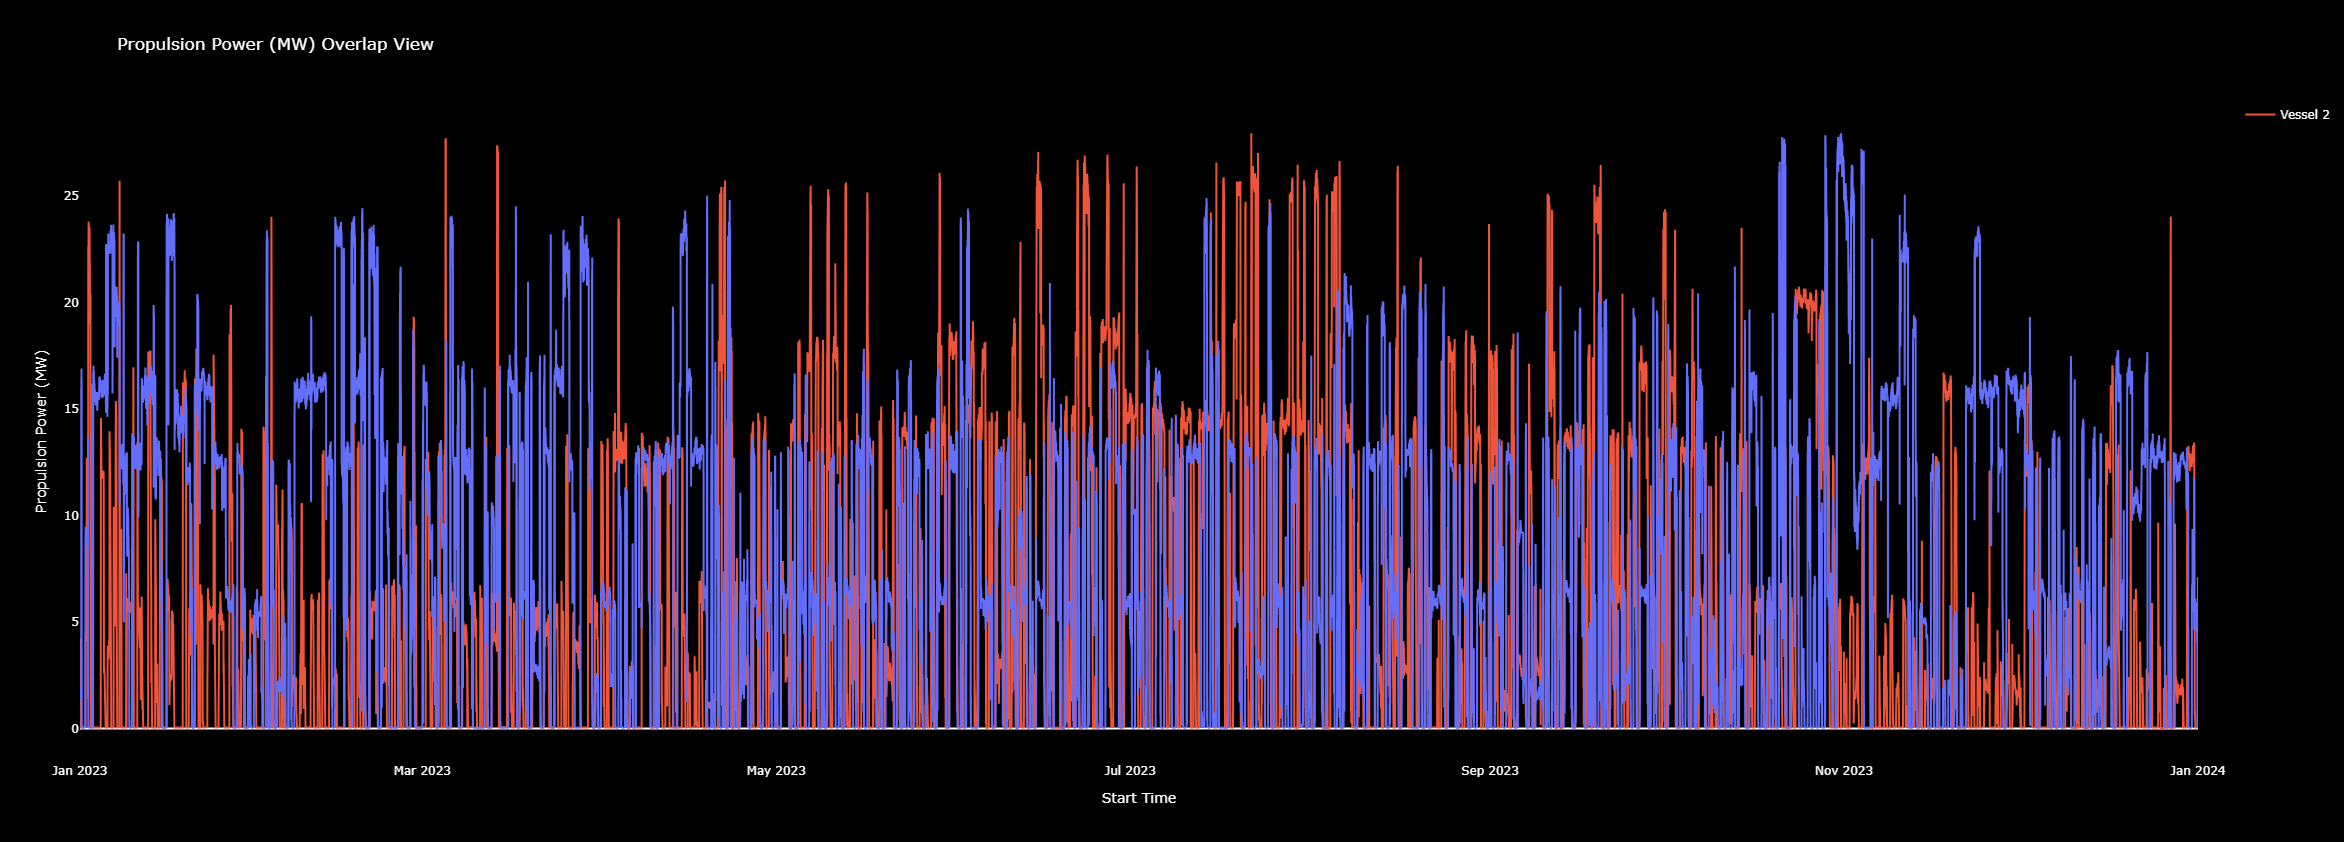 Propulsion Power (MW) Overlap View
Vessel 2
Propulsion Power (MW)
25
20
15
10
5
0
Jan 2023
Mar 2023
May 2023
Jul 2023
Sep 2023
Nov 2023
Jan 2024
Start Time